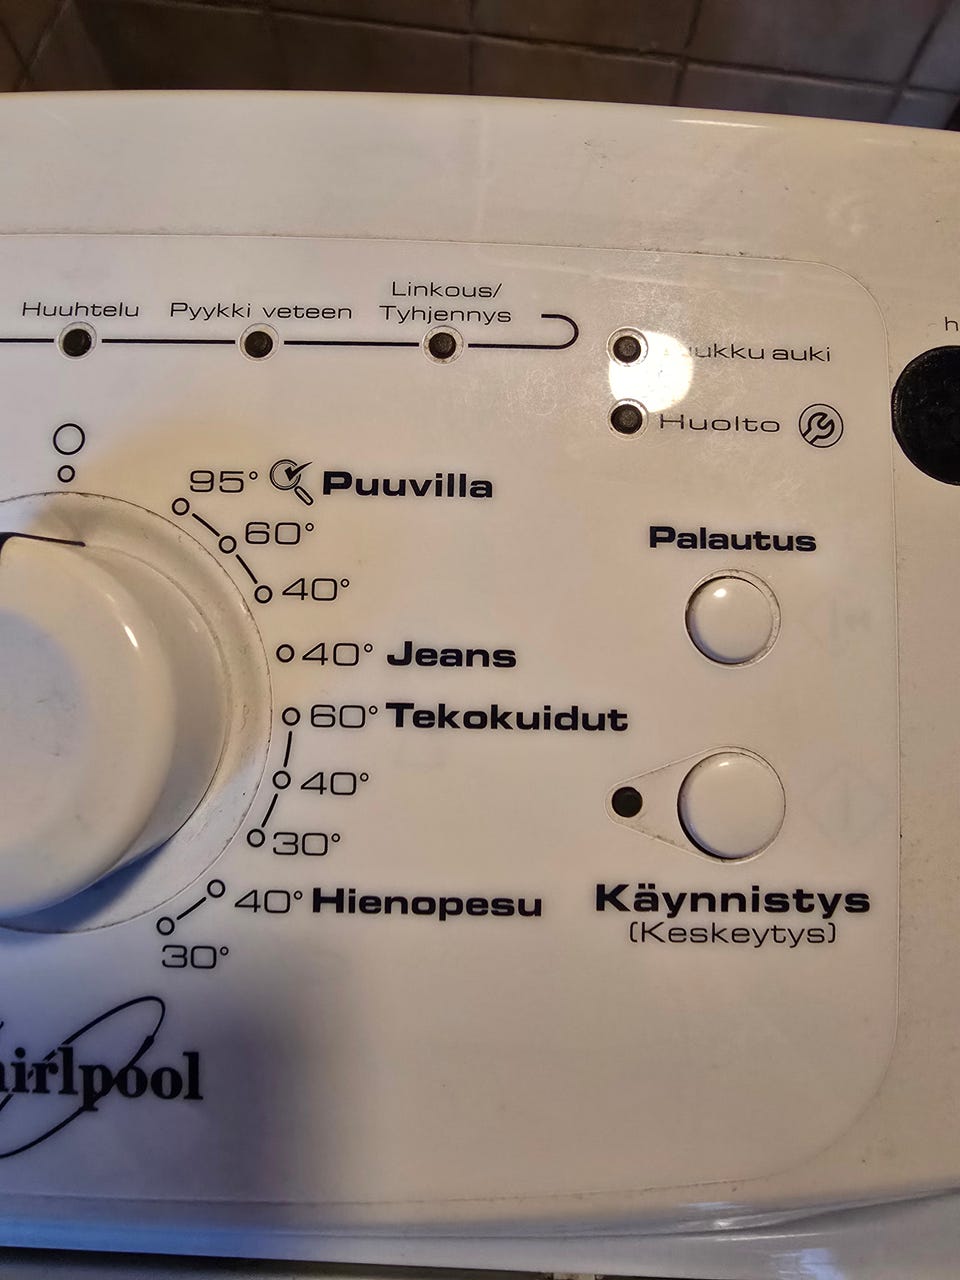 Huuhtelu
Pyykki veteen
Linkous/
Tyhjennys
auki
Huolto
95° Puuvilla
60°
40°
40° Jeans
60° Tekokuidut
40°
30°
40° Hienopesu
30°
Palautus
Käynnistys
(Keskeytys)